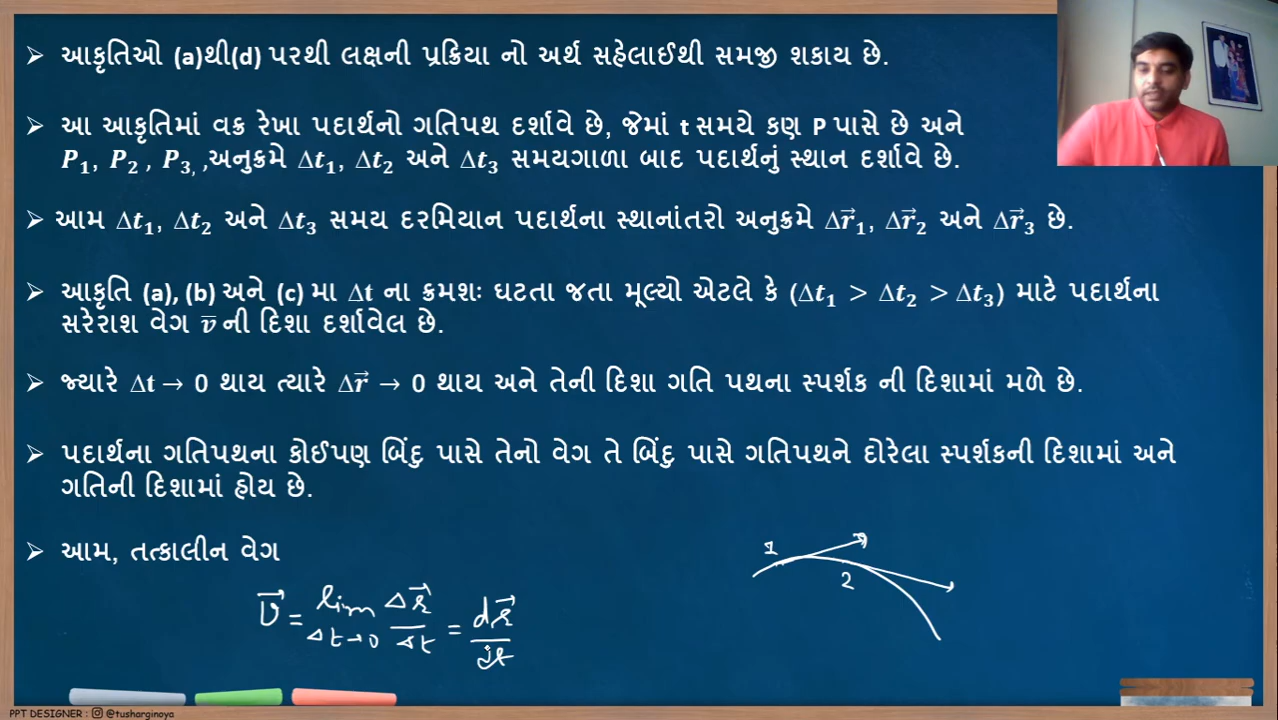 ➢ આકૃતિઓ (a)થી(d) પરથી લક્ષની પ્રક્રિયા નો અર્થ સહેલાઈથી સમજી શકાય છે.
➢ આ આકૃતિમાં વક્ર રેખા પદાર્થનો ગતિપથ દર્શાવે છે, જેમાં t સમયે કણ P પાસે છે અને
P₁, P₂ , P₃, ,અનુક્રમે Δt₁, Δt₂ અને Δt₃ સમયગાળા બાદ પદાર્થનું સ્થાન દર્શાવે છે.
➢ આમ Δt₁, Δt₂ અને Δt₃ સમય દરમિયાન પદાર્થના સ્થાનાંતરો અનુક્રમે Δr⃗₁, Δr⃗₂ અને Δr⃗₃ છે.
➢ આકૃતિ (a), (b) અને (c) મા Δt ના ક્રમશઃ ઘટતા જતા મૂલ્યો એટલે કે (Δt₁ > Δt₂ > Δt₃) માટે પદાર્થના
સરેરાશ વેગ v̅ ની દિશા દર્શાવેલ છે.
➢ જ્યારે Δt → 0 થાય ત્યારે Δr⃗ → 0 થાય અને તેની દિશા ગતિ પથના સ્પર્શક ની દિશામાં મળે છે.
➢ પદાર્થના ગતિપથના કોઈપણ બિંદુ પાસે તેનો વેગ તે બિંદુ પાસે ગતિપથને દોરેલા સ્પર્શકની દિશામાં અને
ગતિની દિશામાં હોય છે.
➢ આમ, તત્કાલીન વેગ
v⃗ = lim Δt→0 Δr⃗/Δt = dr⃗/dt
1
2
PPT DESIGNER : @tusharginoya